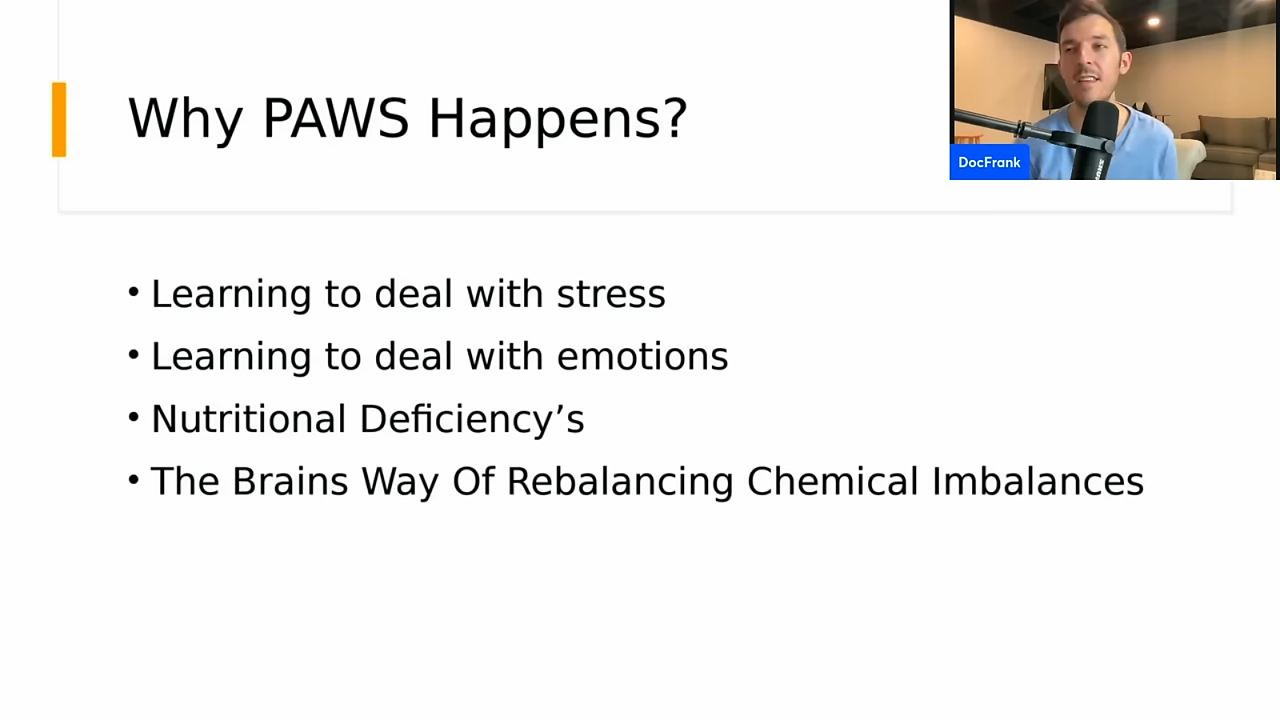 Why PAWS Happens?
DocFrank
• Learning to deal with stress
• Learning to deal with emotions
• Nutritional Deficiency’s
• The Brains Way Of Rebalancing Chemical Imbalances